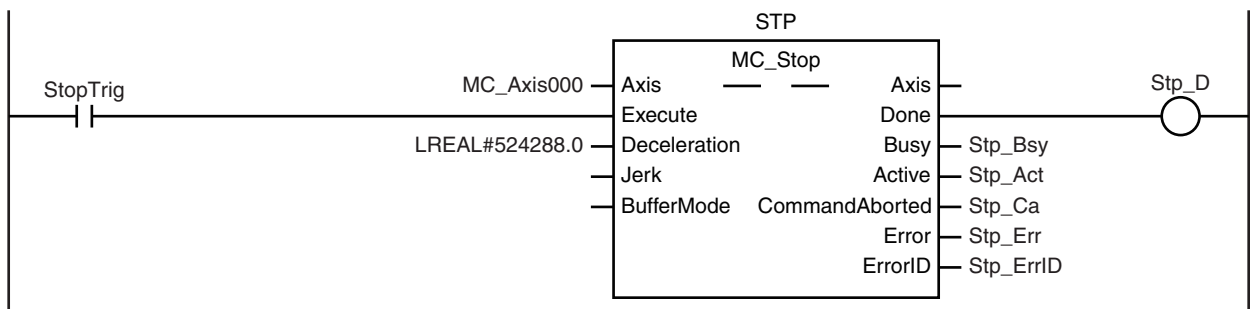 STP
MC_Stop
StopTrig
MC_Axis000 Axis Axis Stp_D
Execute Done
LREAL#524288.0 Deceleration Busy Stp_Bsy
Jerk Active Stp_Act
BufferMode CommandAborted Stp_Ca
Error Stp_Err
ErrorID Stp_ErrID